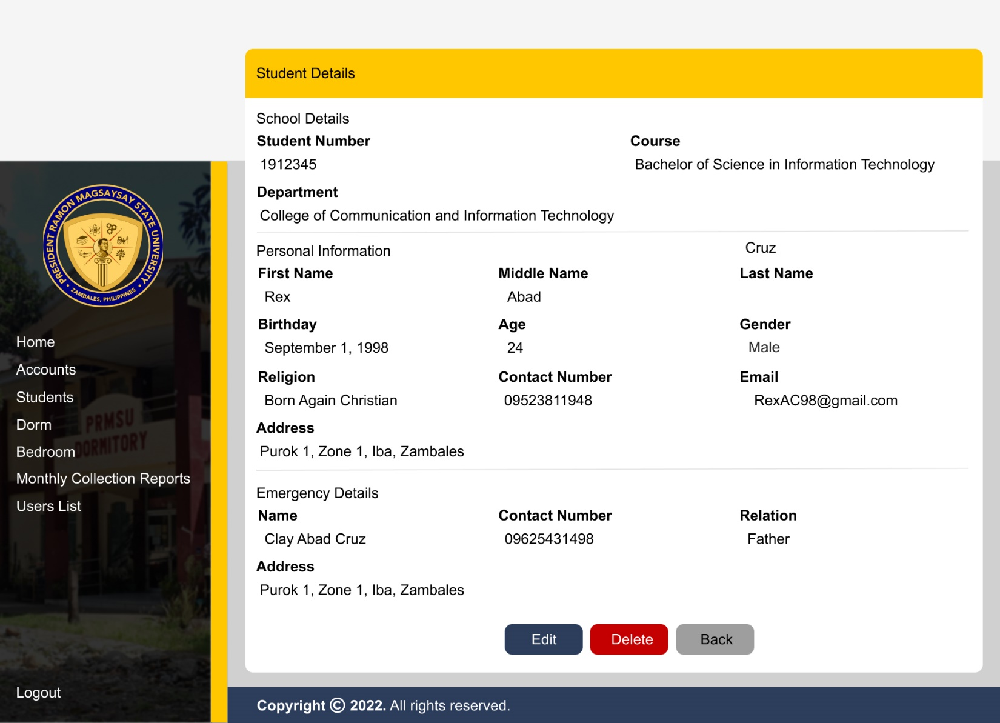 PRESIDENT RAMON MAGSAYSAY STATE UNIVERSITY
ZAMBALES, PHILIPPINES
PRMSU
DORMITORY
Home
Accounts
Students
Dorm
Bedroom
Monthly Collection Reports
Users List
Logout
Student Details
School Details
Student Number Course
1912345 Bachelor of Science in Information Technology
Department
College of Communication and Information Technology
Personal Information Cruz
First Name Middle Name Last Name
Rex Abad
Birthday Age Gender
September 1, 1998 24 Male
Religion Contact Number Email
Born Again Christian 09523811948 RexAC98@gmail.com
Address
Purok 1, Zone 1, Iba, Zambales
Emergency Details
Name Contact Number Relation
Clay Abad Cruz 09625431498 Father
Address
Purok 1, Zone 1, Iba, Zambales
Edit Delete Back
Copyright © 2022. All rights reserved.